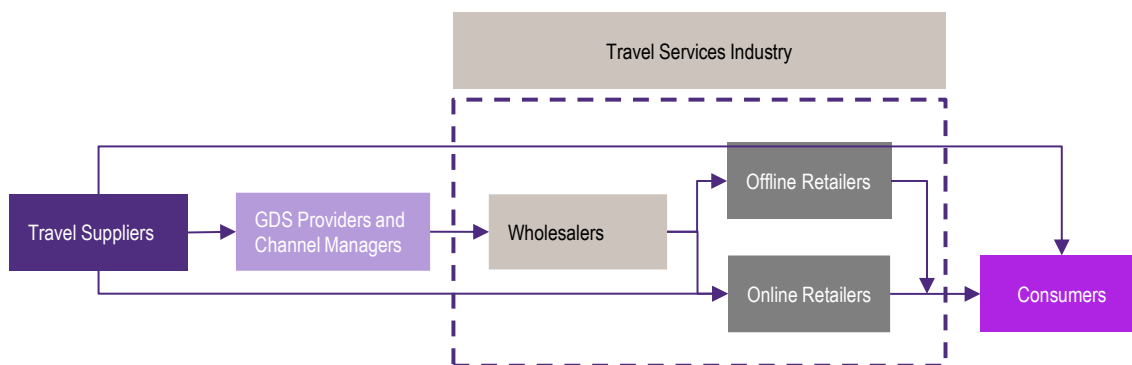 Travel Services Industry
Offline Retailers
Travel Suppliers
GDS Providers and
Channel Managers
Wholesalers
Online Retailers
Consumers